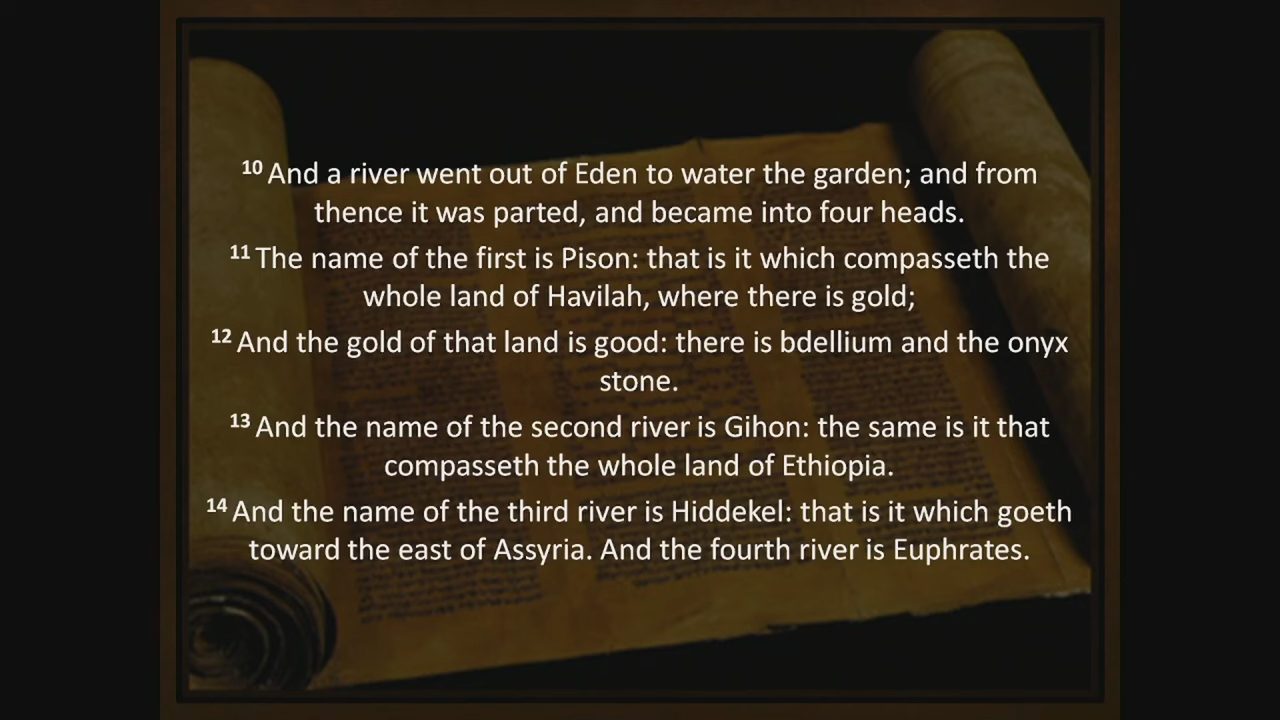 10 And a river went out of Eden to water the garden; and from
thence it was parted, and became into four heads.
11 The name of the first is Pison: that is it which compasseth the
whole land of Havilah, where there is gold;
12 And the gold of that land is good: there is bdellium and the onyx
stone.
13 And the name of the second river is Gihon: the same is it that
compasseth the whole land of Ethiopia.
14 And the name of the third river is Hiddekel: that is it which goeth
toward the east of Assyria. And the fourth river is Euphrates.